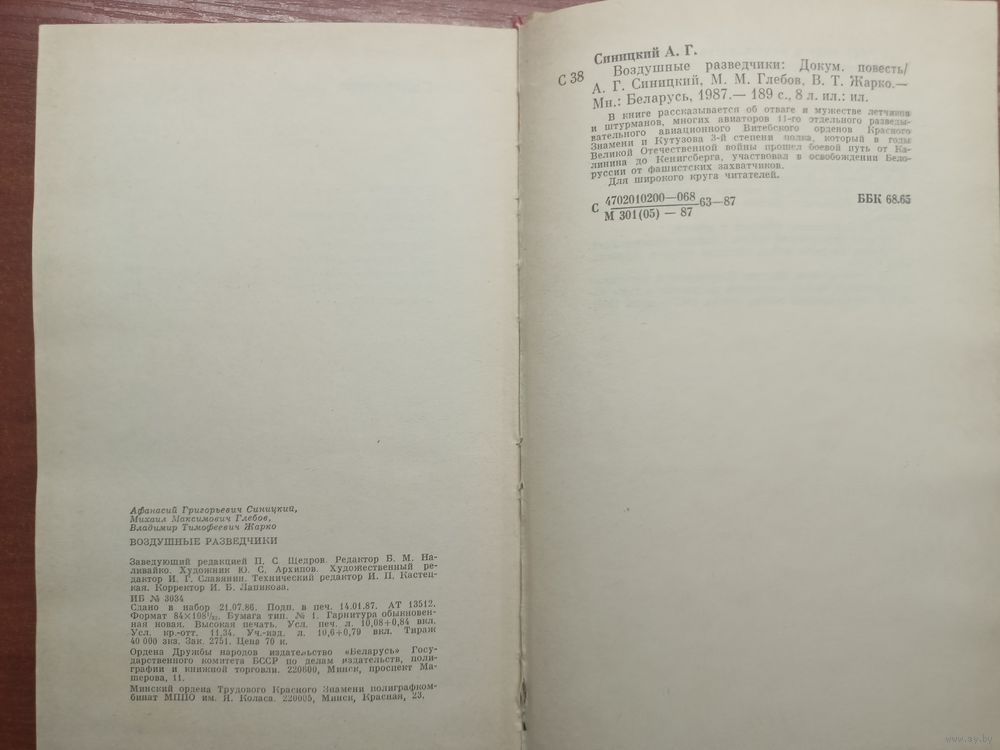 Афанасий Григорьевич Синицкий,
Михаил Максимович Глебов,
Владимир Тимофеевич Жарко
ВОЗДУШНЫЕ РАЗВЕДЧИКИ
Заведующий редакцией П. С. Щедров. Редактор Б. М. На-
ливайко. Художник Ю. С. Архипов. Художественный ре-
дактор И. Г. Славянин. Технический редактор И. П. Кастец-
кая. Корректор И. Б. Лапикова.
ИБ № 3034
Сдано в набор 21.07.86. Подп. в печ. 14.01.87. АТ 13512.
Формат 84×108¹/₃₂. Бумага тип. № 1. Гарнитура обыкновен-
ная новая. Высокая печать. Усл. печ. л. 10,08+0,84 вкл.
Усл. кр.-отт. 11,34. Уч.-изд. л. 10,6+0,79 вкл. Тираж
40 000 экз. Зак. 2751. Цена 70 к.
Ордена Дружбы народов издательство «Беларусь» Госу-
дарственного комитета БССР по делам издательств, поли-
графии и книжной торговли. 220600, Минск, проспект Ма-
шерова, 11.
Минский ордена Трудового Красного Знамени полиграфком-
бинат МППО им. Я. Коласа. 220005, Минск, Красная, 23.
Синицкий А. Г.
С 38 Воздушные разведчики: Докум. повесть/
А. Г. Синицкий, М. М. Глебов, В. Т. Жарко.—
Мн.: Беларусь, 1987.— 189 с., 8 л. ил.: ил.
В книге рассказывается об отваге и мужестве летчиков
и штурманов, многих авиаторов 11-го отдельного разведы-
вательного авиационного Витебского орденов Красного
Знамени и Кутузова 3-й степени полка, который в годы
Великой Отечественной войны прошел боевой путь от Ка-
линина до Кенигсберга, участвовал в освобождении Бело-
руссии от фашистских захватчиков.
Для широкого круга читателей.
С 4702010200—068 63—87 ББК 68.65
М 301(05) — 87
www.ay.by